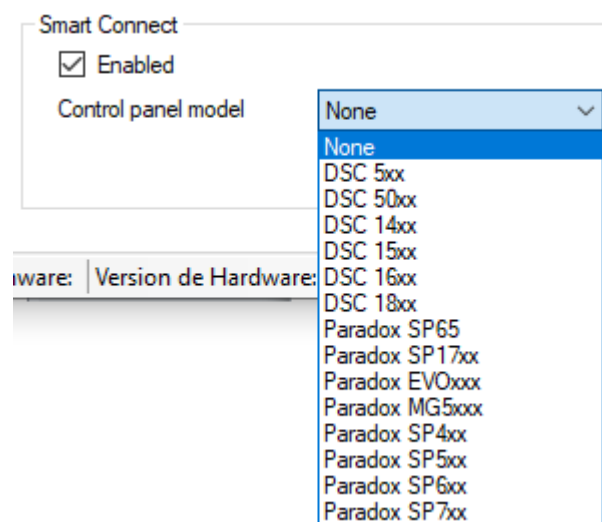 Smart Connect
Enabled
Control panel model
None
None
DSC 5xx
DSC 50xx
DSC 14xx
DSC 15xx
DSC 16xx
DSC 18xx
Paradox SP65
Paradox SP17xx
Paradox EVOxxx
Paradox MG5xxx
Paradox SP4xx
Paradox SP5xx
Paradox SP6xx
Paradox SP7xx
ware: Version de Hardware: